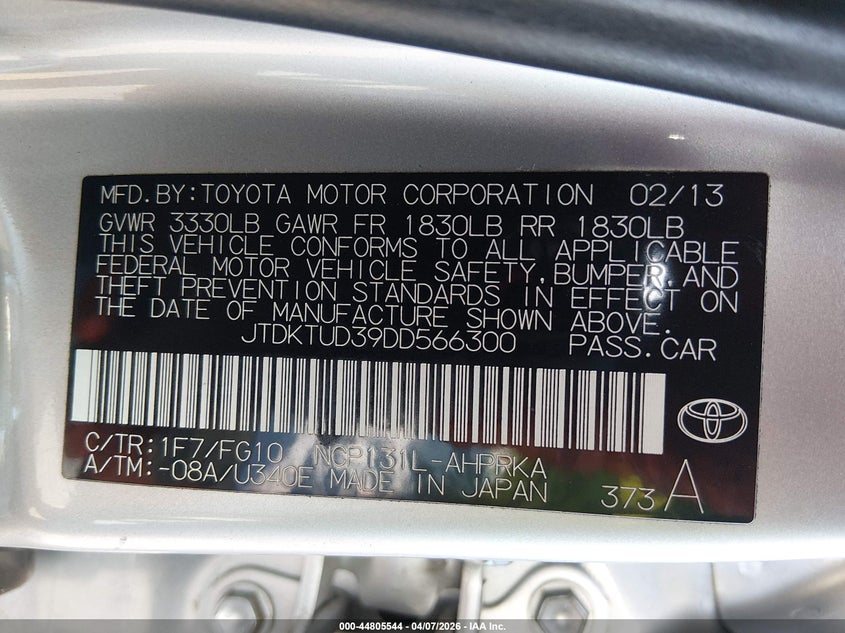 MFD.BY:TOYOTA MOTOR CORPORATION 02/13
GVWR 3330LB GAWR FR 1830LB RR 1830LB
THIS VEHICLE CONFORMS TO ALL APPLICABLE
FEDERAL MOTOR VEHICLE SAFETY,BUMPER,AND
THEFT PREVENTION STANDARDS IN EFFECT ON
THE DATE OF MANUFACTURE SHOWN ABOVE.
JTDKTUD39DD566300 PASS.CAR
C/TR:1F7/FG10 NCP131L-AHPRKA
A/TM:-08A/U340E MADE IN JAPAN 373 A
000-44805544 - 04/07/2026 - IAA, Inc.